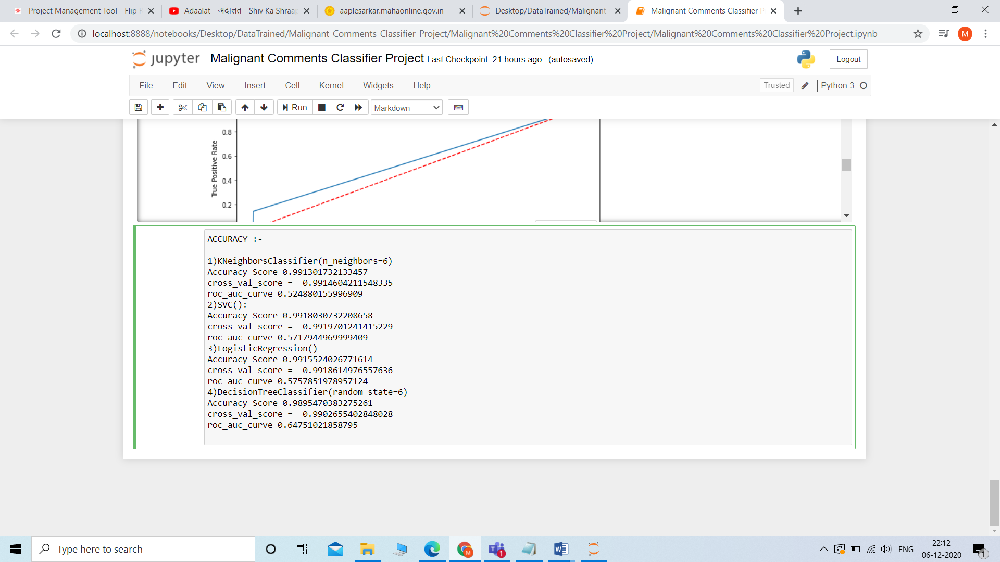 Project Management Tool - Flip R
Adaalat - अदालत - Shiv Ka Shraap
aaplesarkar.mahaonline.gov.in
Desktop/DataTrained/Malignant-
Malignant Comments Classifier P
localhost:8888/notebooks/Desktop/DataTrained/Malignant-Comments-Classifier-Project/Malignant%20Comments%20Classifier%20Project/Malignant%20Comments%20Classifier%20Project.ipynb
M
jupyter Malignant Comments Classifier Project Last Checkpoint: 21 hours ago (autosaved)
Logout
File Edit View Insert Cell Kernel Widgets Help
Trusted
Python 3
Run
Markdown
True Positive Rate
0.8
0.6
0.4
0.2
ACCURACY :-
1)KNeighborsClassifier(n_neighbors=6)
Accuracy Score 0.991301732133457
cross_val_score =  0.9914604211548335
roc_auc_curve 0.524880155996909
2)SVC():-
Accuracy Score 0.9918030732208658
cross_val_score =  0.9919701241415229
roc_auc_curve 0.5717944969999409
3)LogisticRegression()
Accuracy Score 0.9915524026771614
cross_val_score =  0.9918614976557636
roc_auc_curve 0.5757851978957124
4)DecisionTreeClassifier(random_state=6)
Accuracy Score 0.9895470383275261
cross_val_score =  0.9902655402848028
roc_auc_curve 0.64751021858795
Type here to search
M
T
1
W
ENG
22:12
06-12-2020
1